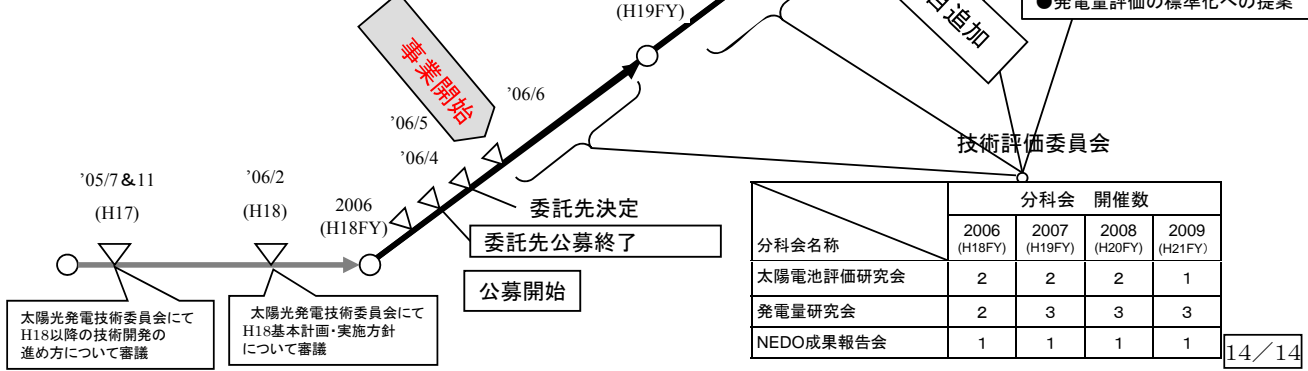 (H19FY)
●発電量評価の標準化への提案
目追加
事業開始
'06/6
'06/5
'06/4
技術評価委員会
'05/7&11
(H17)
'06/2
(H18)
2006
(H18FY)
委託先決定
委託先公募終了
公募開始
太陽光発電技術委員会にて
H18以降の技術開発の
進め方について審議
太陽光発電技術委員会にて
H18基本計画・実施方針
について審議
分科会名称 分科会 開催数
2006 2007 2008 2009
(H18FY) (H19FY) (H20FY) (H21FY)
太陽電池評価研究会 2 2 2 1
発電量研究会 2 3 3 3
NEDO成果報告会 1 1 1 1
14/14